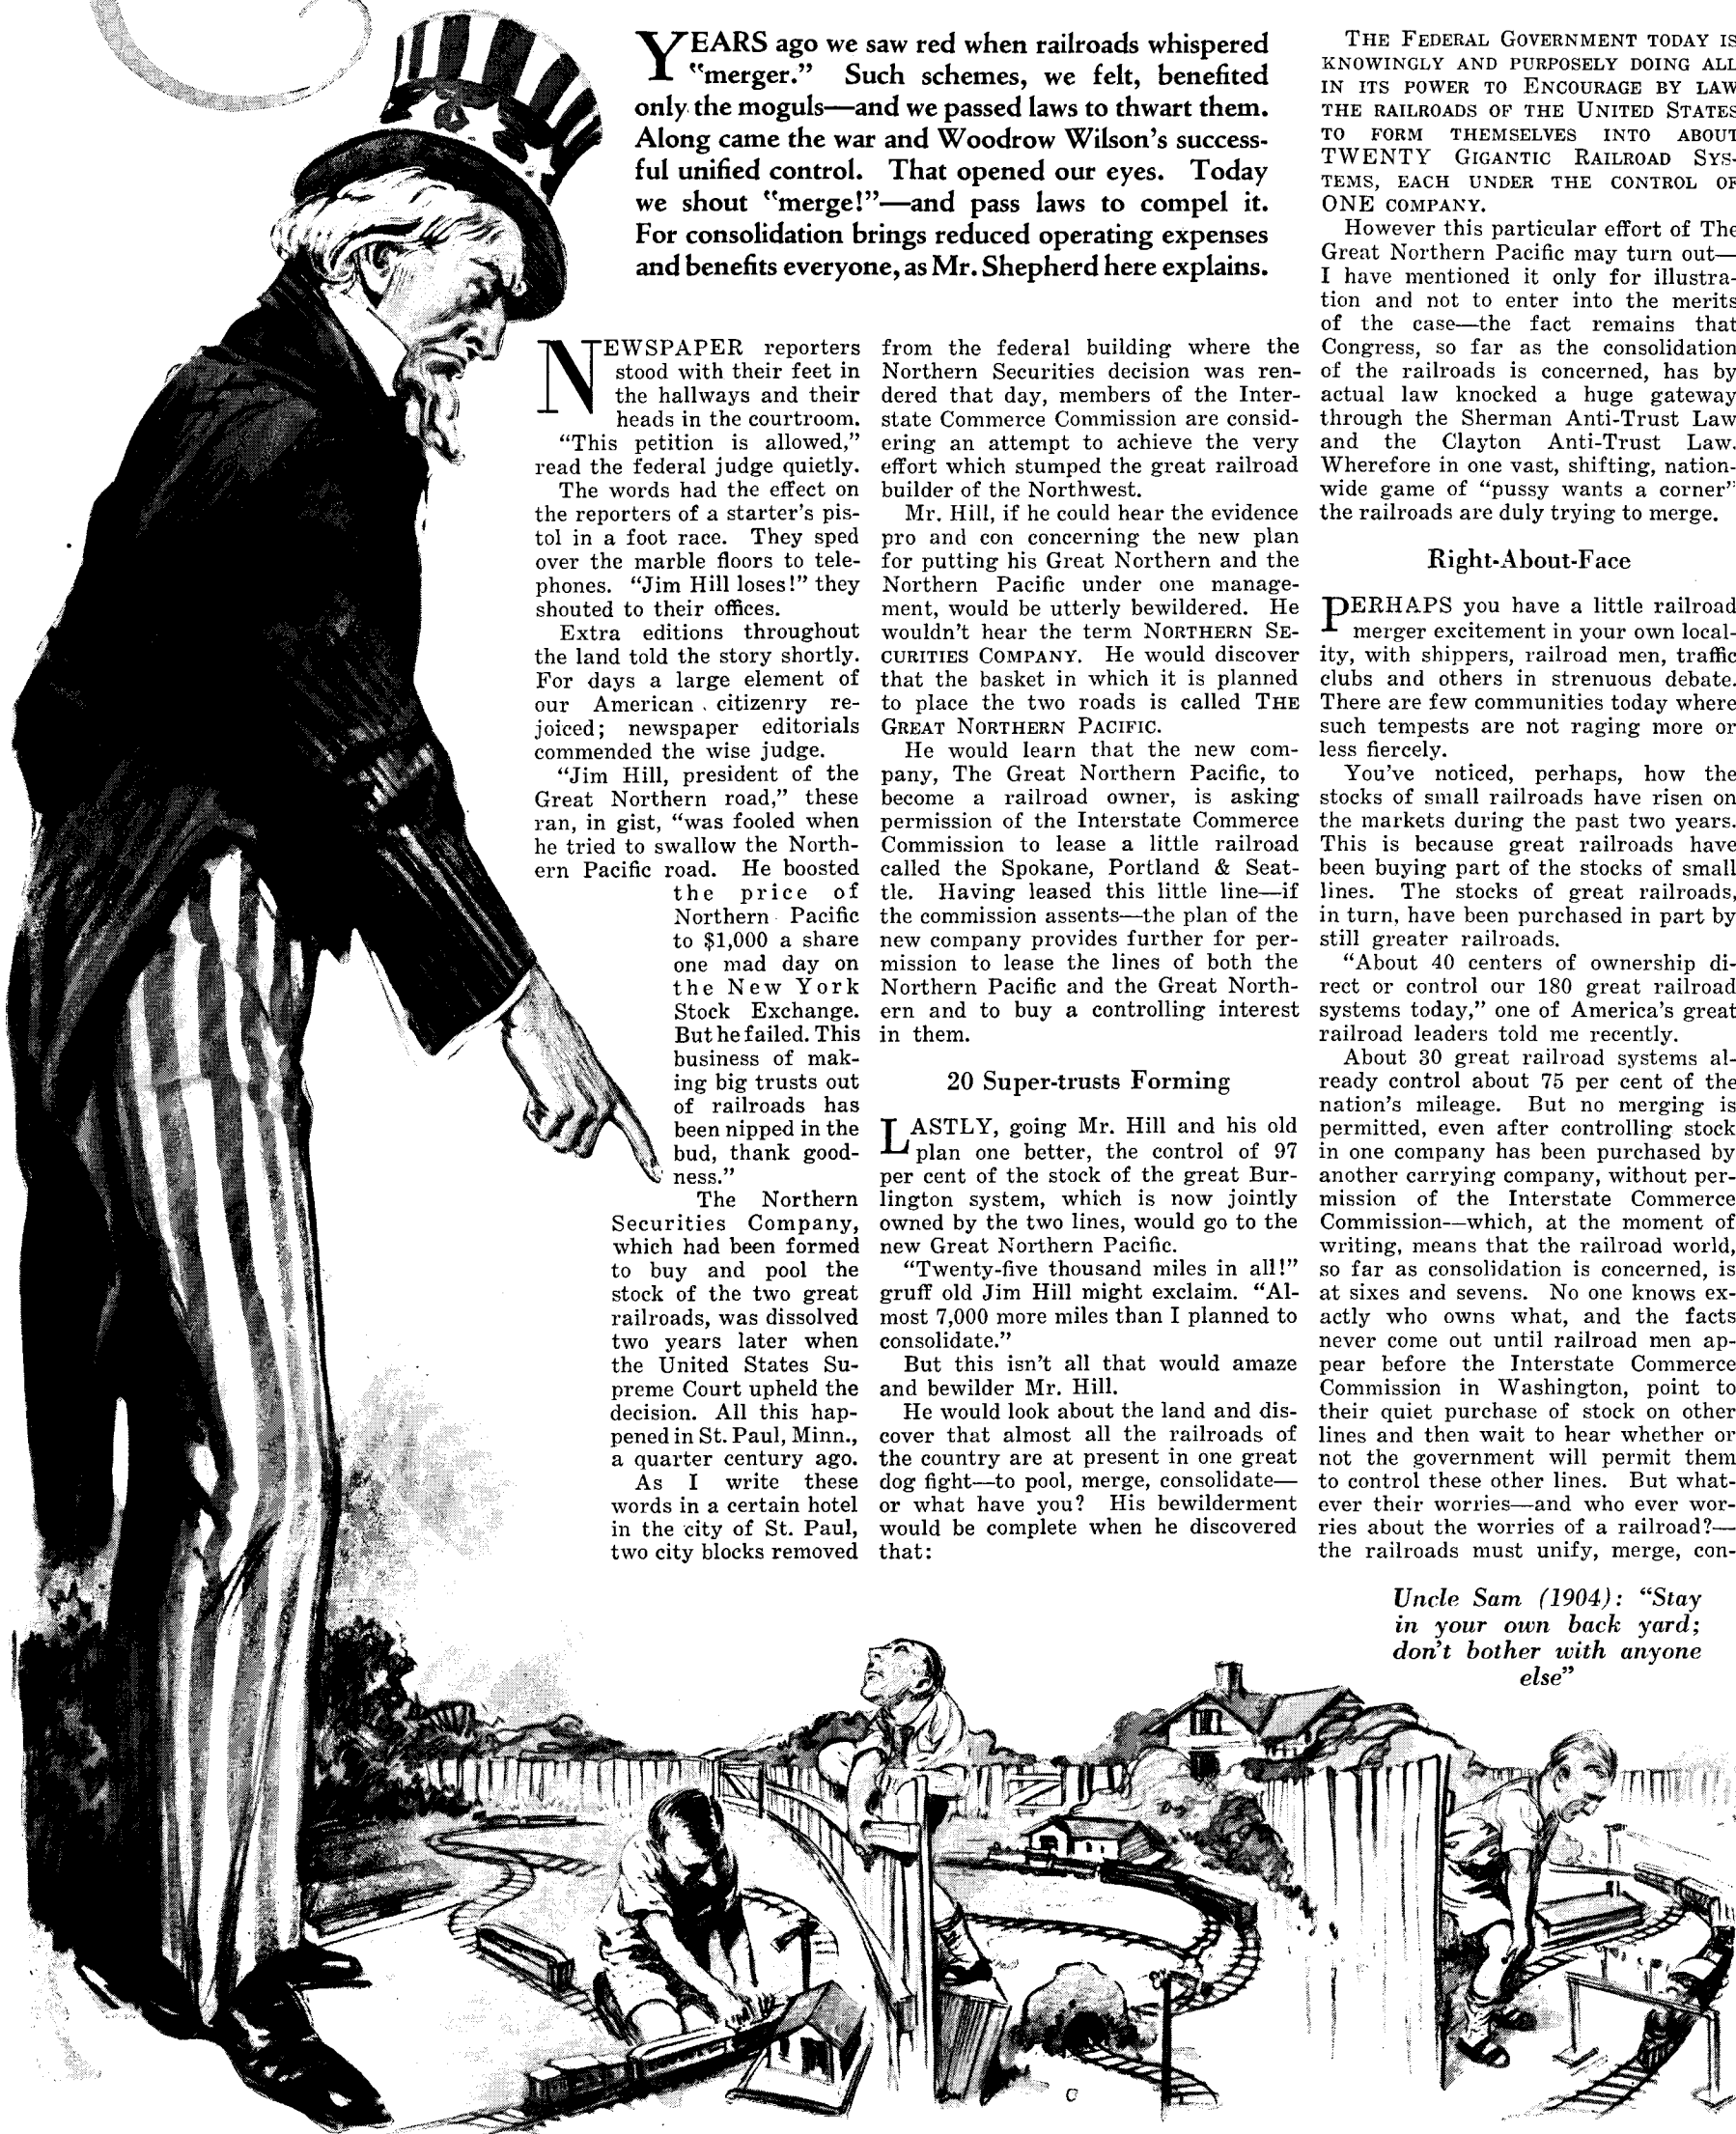 YEARS ago we saw red when railroads whispered
"merger." Such schemes, we felt, benefited
only the moguls—and we passed laws to thwart them.
Along came the war and Woodrow Wilson's success-
ful unified control. That opened our eyes. Today
we shout "merge!"—and pass laws to compel it.
For consolidation brings reduced operating expenses
and benefits everyone, as Mr. Shepherd here explains.
NEWSPAPER reporters
stood with their feet in
the hallways and their
heads in the courtroom.
"This petition is allowed,"
read the federal judge quietly.
The words had the effect on
the reporters of a starter's pis-
tol in a foot race. They sped
over the marble floors to tele-
phones. "Jim Hill loses!" they
shouted to their offices.
Extra editions throughout
the land told the story shortly.
For days a large element of
our American citizenry re-
joiced; newspaper editorials
commended the wise judge.
"Jim Hill, president of the
Great Northern road," these
ran, in gist, "was fooled when
he tried to swallow the North-
ern Pacific road. He boosted
the price of
Northern Pacific
to $1,000 a share
one mad day on
the New York
Stock Exchange.
But he failed. This
business of mak-
ing big trusts out
of railroads has
been nipped in the
bud, thank good-
ness."
The Northern
Securities Company,
which had been formed
to buy and pool the
stock of the two great
railroads, was dissolved
two years later when
the United States Su-
preme Court upheld the
decision. All this hap-
pened in St. Paul, Minn.,
a quarter century ago.
As I write these
words in a certain hotel
in the city of St. Paul,
two city blocks removed
from the federal building where the
Northern Securities decision was ren-
dered that day, members of the Inter-
state Commerce Commission are consid-
ering an attempt to achieve the very
effort which stumped the great railroad
builder of the Northwest.
Mr. Hill, if he could hear the evidence
pro and con concerning the new plan
for putting his Great Northern and the
Northern Pacific under one manage-
ment, would be utterly bewildered. He
wouldn't hear the term NORTHERN SE-
CURITIES COMPANY. He would discover
that the basket in which it is planned
to place the two roads is called THE
GREAT NORTHERN PACIFIC.
He would learn that the new com-
pany, The Great Northern Pacific, to
become a railroad owner, is asking
permission of the Interstate Commerce
Commission to lease a little railroad
called the Spokane, Portland & Seat-
tle. Having leased this little line—if
the commission assents—the plan of the
new company provides further for per-
mission to lease the lines of both the
Northern Pacific and the Great North-
ern and to buy a controlling interest
in them.
20 Super-trusts Forming
LASTLY, going Mr. Hill and his old
plan one better, the control of 97
per cent of the stock of the great Bur-
lington system, which is now jointly
owned by the two lines, would go to the
new Great Northern Pacific.
"Twenty-five thousand miles in all!"
gruff old Jim Hill might exclaim. "Al-
most 7,000 more miles than I planned to
consolidate."
But this isn't all that would amaze
and bewilder Mr. Hill.
He would look about the land and dis-
cover that almost all the railroads of
the country are at present in one great
dog fight—to pool, merge, consolidate—
or what have you? His bewilderment
would be complete when he discovered
that:
THE FEDERAL GOVERNMENT TODAY IS
KNOWINGLY AND PURPOSELY DOING ALL
IN ITS POWER TO ENCOURAGE BY LAW
THE RAILROADS OF THE UNITED STATES
TO FORM THEMSELVES INTO ABOUT
TWENTY GIGANTIC RAILROAD SYS-
TEMS, EACH UNDER THE CONTROL OF
ONE COMPANY.
However this particular effort of The
Great Northern Pacific may turn out—
I have mentioned it only for illustra-
tion and not to enter into the merits
of the case—the fact remains that
Congress, so far as the consolidation
of the railroads is concerned, has by
actual law knocked a huge gateway
through the Sherman Anti-Trust Law
and the Clayton Anti-Trust Law.
Wherefore in one vast, shifting, nation-
wide game of "pussy wants a corner"
the railroads are duly trying to merge.
Right-About-Face
PERHAPS you have a little railroad
merger excitement in your own local-
ity, with shippers, railroad men, traffic
clubs and others in strenuous debate.
There are few communities today where
such tempests are not raging more or
less fiercely.
You've noticed, perhaps, how the
stocks of small railroads have risen on
the markets during the past two years.
This is because great railroads have
been buying part of the stocks of small
lines. The stocks of great railroads,
in turn, have been purchased in part by
still greater railroads.
"About 40 centers of ownership di-
rect or control our 180 great railroad
systems today," one of America's great
railroad leaders told me recently.
About 30 great railroad systems al-
ready control about 75 per cent of the
nation's mileage. But no merging is
permitted, even after controlling stock
in one company has been purchased by
another carrying company, without per-
mission of the Interstate Commerce
Commission--which, at the moment of
writing, means that the railroad world,
so far as consolidation is concerned, is
at sixes and sevens. No one knows ex-
actly who owns what, and the facts
never come out until railroad men ap-
pear before the Interstate Commerce
Commission in Washington, point to
their quiet purchase of stock on other
lines and then wait to hear whether or
not the government will permit them
to control these other lines. But what-
ever their worries—and who ever wor-
ries about the worries of a railroad?—
the railroads must unify, merge, con-
Uncle Sam (1904): "Stay
in your own back yard;
don't bother with anyone
else"